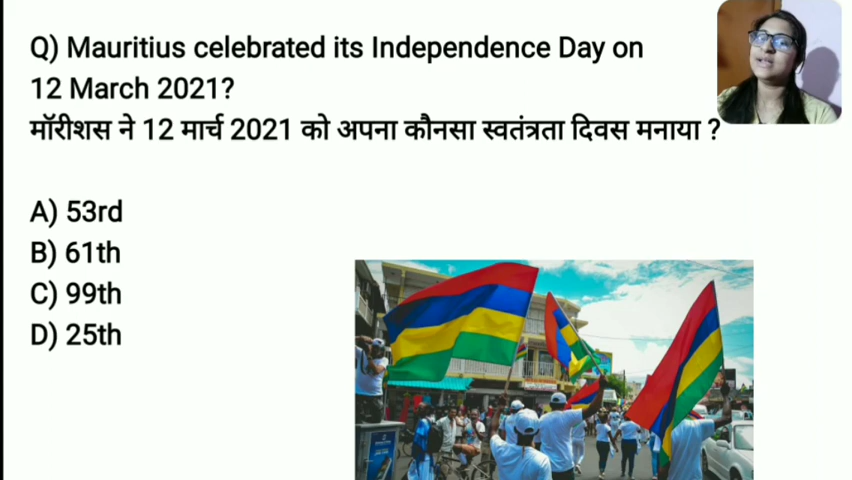 Q) Mauritius celebrated its Independence Day on
12 March 2021?
मॉरीशस ने 12 मार्च 2021 को अपना कौनसा स्वतंत्रता दिवस मनाया ?
A) 53rd
B) 61th
C) 99th
D) 25th